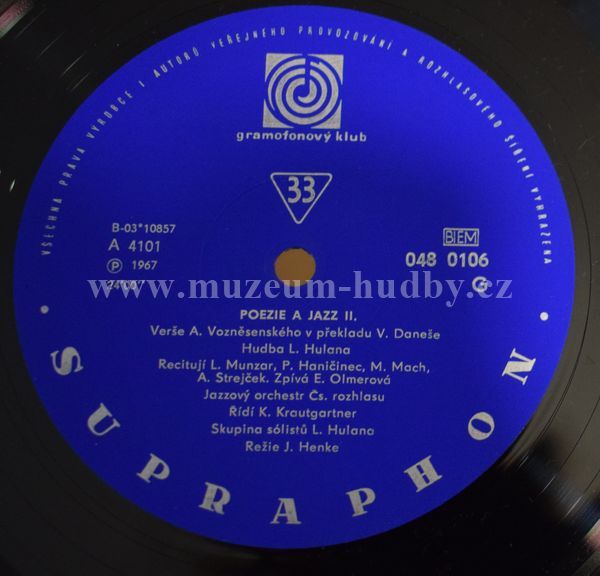 VŠECHNA PRÁVA VÝROBCE I AUTORŮ VEŘEJNÉHO PROVOZOVÁNÍ A ROZHLASOVÉHO ŠÍŘENÍ VYHRAZENA
gramofonový klub
33
B-03*10857
A 4101
Ⓟ 1967
24'00"
BIEM
048 0106
G
www.muzeum-hudby.cz
POEZIE A JAZZ II.
Verše A. Vozněsenského v překladu V. Daneše
Hudba L. Hulana
Recitují L. Munzar, P. Haničinec, M. Mach,
A. Strejček. Zpívá E. Olmerová
Jazzový orchestr Čs. rozhlasu
Řídí K. Krautgartner
Skupina sólistů L. Hulana
Režie J. Henke
• SUPRAPHON •